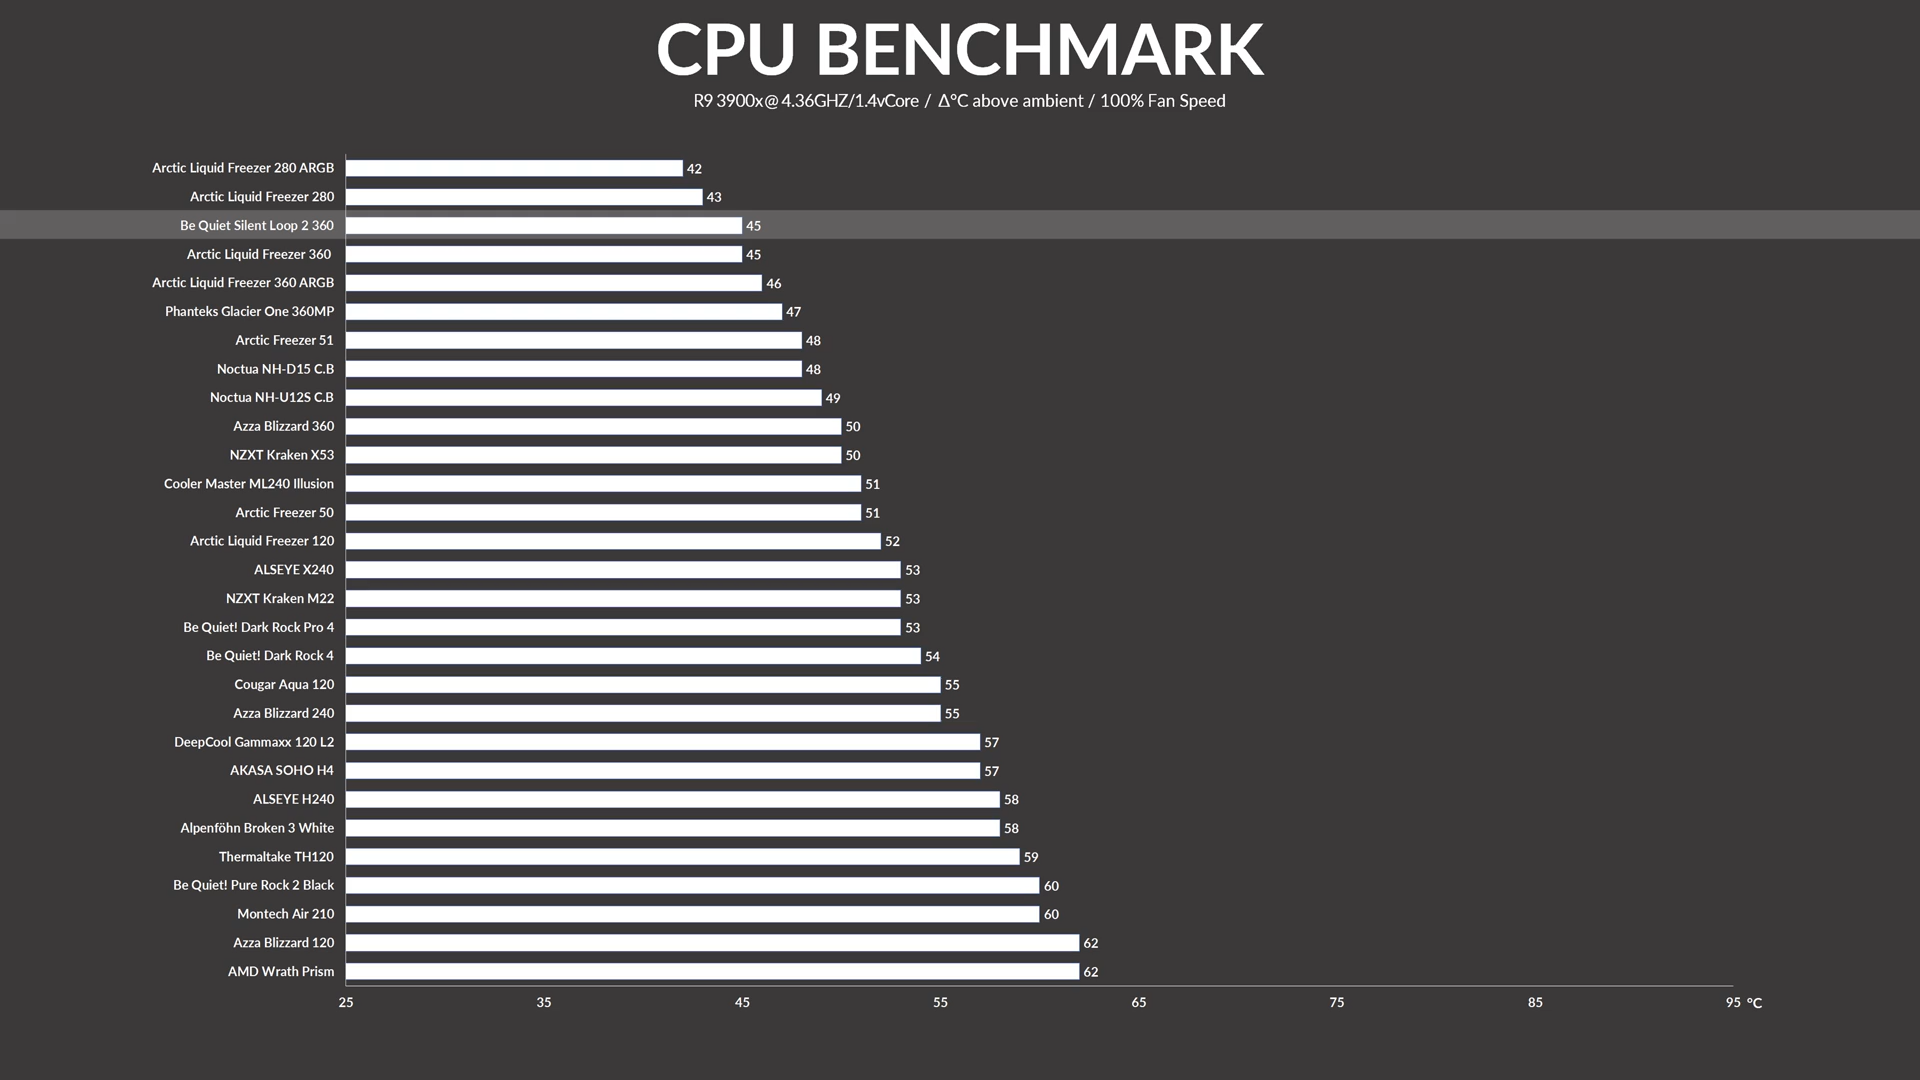 CPU BENCHMARK
R9 3900x@ 4.36GHZ/1.4vCore / Δ°C above ambient / 100% Fan Speed
Arctic Liquid Freezer 280 ARGB 42
Arctic Liquid Freezer 280 43
Be Quiet Silent Loop 2 360 45
Arctic Liquid Freezer 360 45
Arctic Liquid Freezer 360 ARGB 46
Phanteks Glacier One 360MP 47
Arctic Freezer 51 48
Noctua NH-D15 C.B 48
Noctua NH-U12S C.B 49
Azza Blizzard 360 50
NZXT Kraken X53 50
Cooler Master ML240 Illusion 51
Arctic Freezer 50 51
Arctic Liquid Freezer 120 52
ALSEYE X240 53
NZXT Kraken M22 53
Be Quiet! Dark Rock Pro 4 53
Be Quiet! Dark Rock 4 54
Cougar Aqua 120 55
Azza Blizzard 240 55
DeepCool Gammaxx 120 L2 57
AKASA SOHO H4 57
ALSEYE H240 58
Alpenföhn Broken 3 White 58
Thermaltake TH120 59
Be Quiet! Pure Rock 2 Black 60
Montech Air 210 60
Azza Blizzard 120 62
AMD Wrath Prism 62
25 35 45 55 65 75 85 95 °C